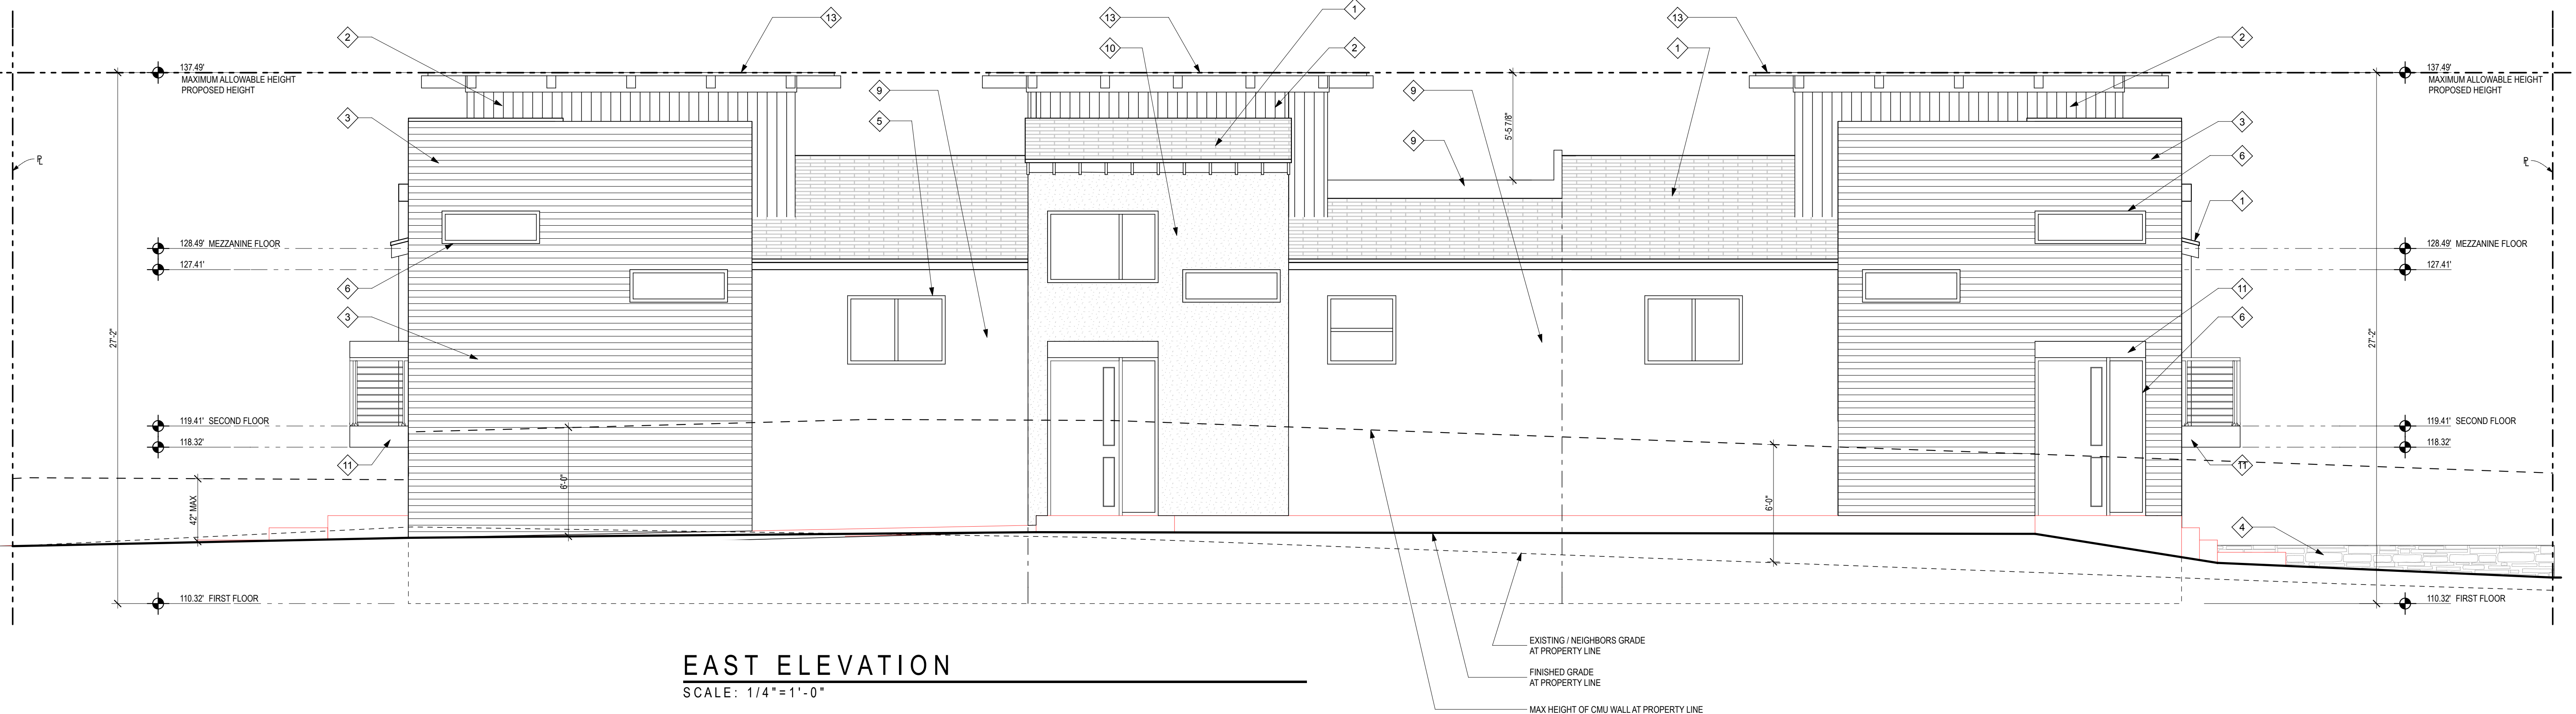 13
13
1
13
2
10
2
1
2
137.49'
MAXIMUM ALLOWABLE HEIGHT
PROPOSED HEIGHT
137.49'
MAXIMUM ALLOWABLE HEIGHT
PROPOSED HEIGHT
9
9
3
5
5'-5 7/8"
3
9
6
PL
PL
1
128.49' MEZZANINE FLOOR
128.49' MEZZANINE FLOOR
127.41'
127.41'
6
11
3
6
27'-2"
27'-2"
119.41' SECOND FLOOR
119.41' SECOND FLOOR
118.32'
118.32'
11
11
6'-0"
6'-0"
42" MAX
4
110.32' FIRST FLOOR
110.32' FIRST FLOOR
EXISTING / NEIGHBORS GRADE
AT PROPERTY LINE
EAST ELEVATION
SCALE: 1/4"=1'-0"
FINISHED GRADE
AT PROPERTY LINE
MAX HEIGHT OF CMU WALL AT PROPERTY LINE